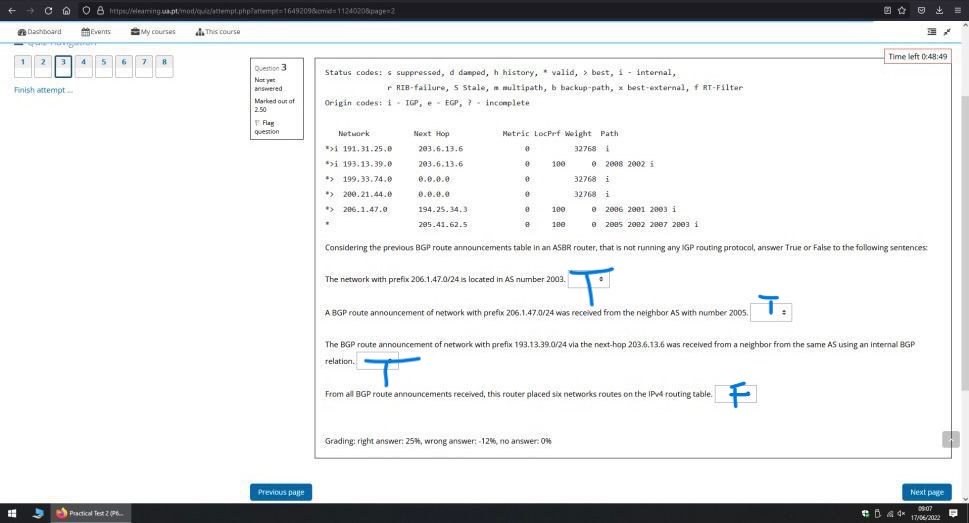 https://elearning.ua.pt/mod/quiz/attempt.php?attempt=1649209&cmid=1124020&page=2
Dashboard Events My courses This course
Quiz navigation
1 2 3 4 5 6 7 8
Finish attempt ...
Time left 0:48:49
Question 3
Not yet answered
Marked out of 2.50
Flag question
Status codes: s suppressed, d damped, h history, * valid, > best, i - internal,
r RIB-failure, S Stale, m multipath, b backup-path, x best-external, f RT-Filter
Origin codes: i - IGP, e - EGP, ? - incomplete
Network Next Hop Metric LocPrf Weight Path
*>i 191.31.25.0 203.6.13.6 0 32768 i
*>i 193.13.39.0 203.6.13.6 0 100 0 2008 2002 i
*> 199.33.74.0 0.0.0.0 0 32768 i
*> 200.21.44.0 0.0.0.0 0 32768 i
*> 206.1.47.0 194.25.34.3 0 100 0 2006 2001 2003 i
* 205.41.62.5 0 100 0 2005 2002 2007 2003 i
Considering the previous BGP route announcements table in an ASBR router, that is not running any IGP routing protocol, answer True or False to the following sentences:
The network with prefix 206.1.47.0/24 is located in AS number 2003. T
A BGP route announcement of network with prefix 206.1.47.0/24 was received from the neighbor AS with number 2005. T
The BGP route announcement of network with prefix 193.13.39.0/24 via the next-hop 203.6.13.6 was received from a neighbor from the same AS using an internal BGP
relation. T
From all BGP route announcements received, this router placed six networks routes on the IPv4 routing table. F
Grading: right answer: 25%, wrong answer: -12%, no answer: 0%
Previous page Next page
Practical Test 2 (P6...
09:07
17/06/2022